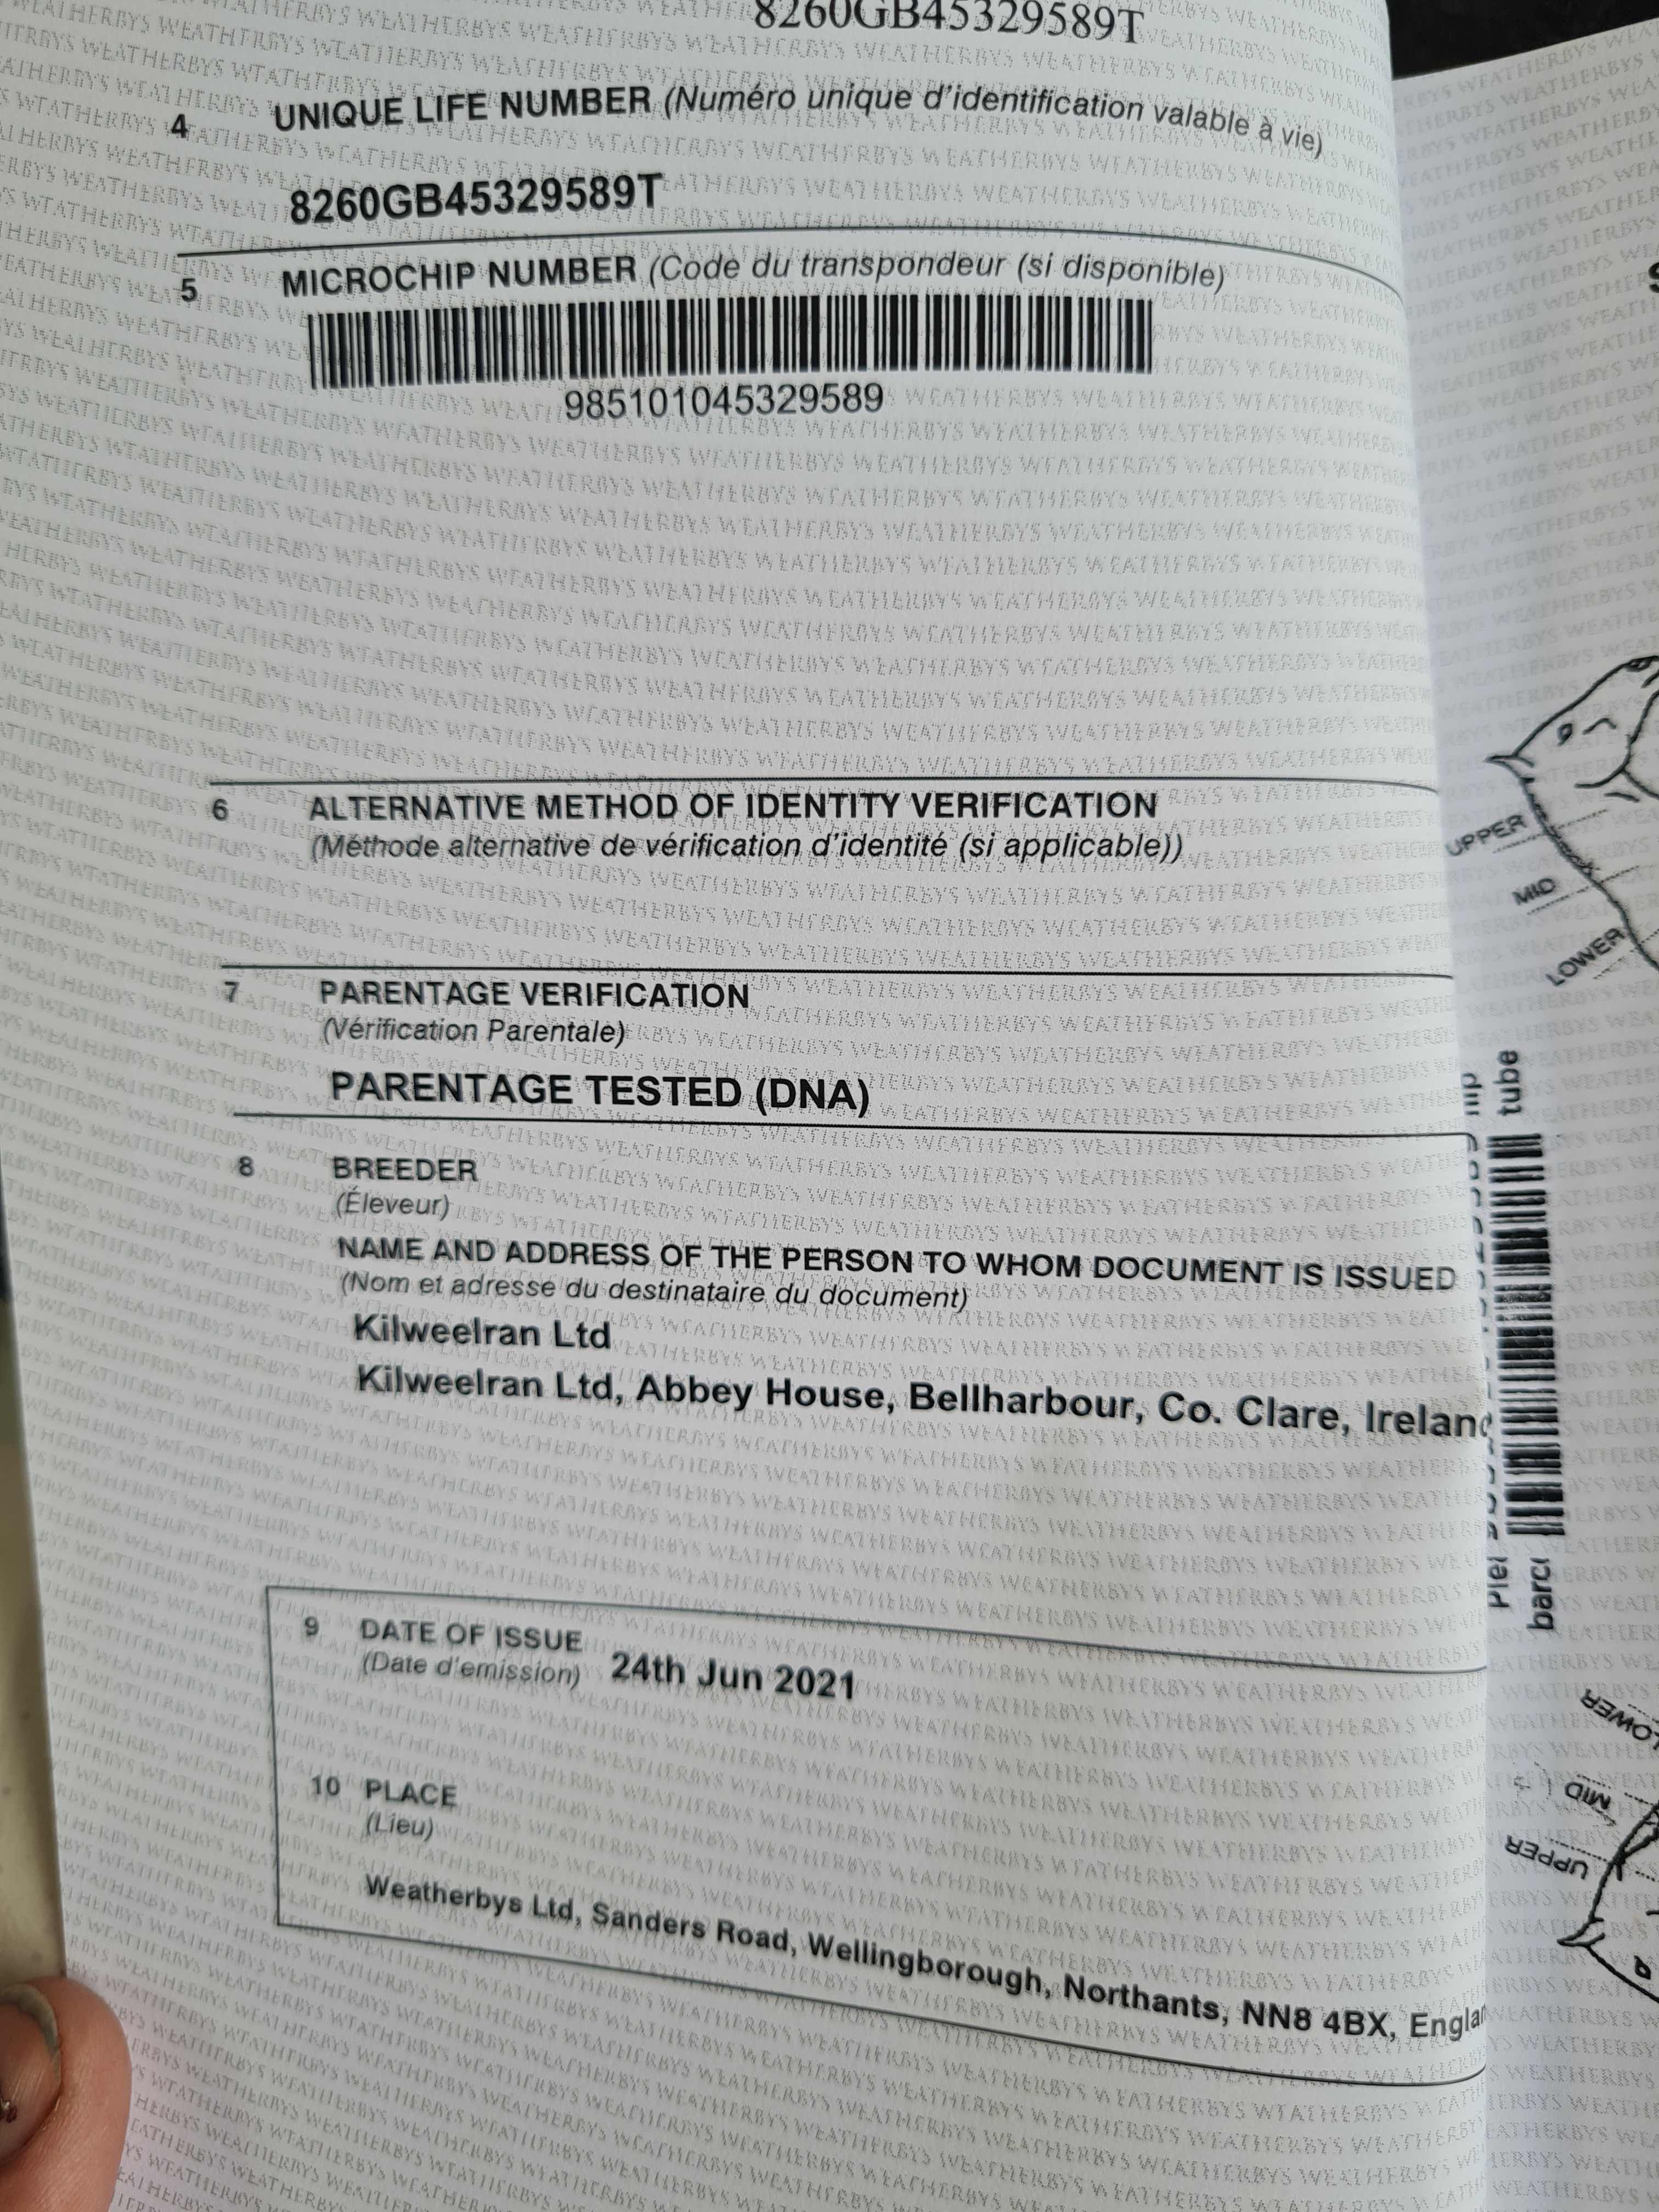 8260GB45329589T
4 UNIQUE LIFE NUMBER (Numéro unique d'identification valable à vie)
8260GB45329589T
5 MICROCHIP NUMBER (Code du transpondeur (si disponible)
985101045329589
6 ALTERNATIVE METHOD OF IDENTITY VERIFICATION
(Méthode alternative de vérification d'identité (si applicable))
7 PARENTAGE VERIFICATION
(Vérification Parentale)
PARENTAGE TESTED (DNA)
8 BREEDER
(Éleveur)
NAME AND ADDRESS OF THE PERSON TO WHOM DOCUMENT IS ISSUED
(Nom et adresse du destinataire du document)
Kilweelran Ltd
Kilweelran Ltd, Abbey House, Bellharbour, Co. Clare, Ireland
9 DATE OF ISSUE
(Date d'emission) 24th Jun 2021
10 PLACE
(Lieu)
Weatherbys Ltd, Sanders Road, Wellingborough, Northants, NN8 4BX, Englan
UPPER
MID
LOWER
tube
LOWER
MID
UPPER